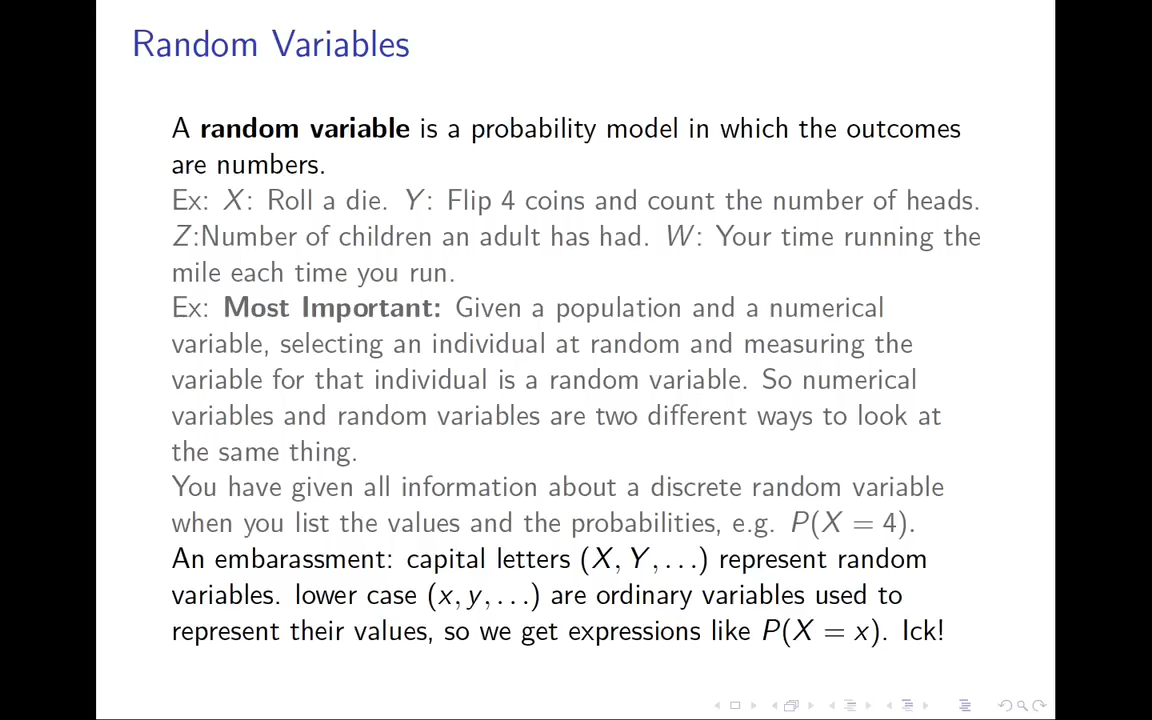 Random Variables
A random variable is a probability model in which the outcomes
are numbers.
Ex: X: Roll a die. Y: Flip 4 coins and count the number of heads.
Z:Number of children an adult has had. W: Your time running the
mile each time you run.
Ex: Most Important: Given a population and a numerical
variable, selecting an individual at random and measuring the
variable for that individual is a random variable. So numerical
variables and random variables are two different ways to look at
the same thing.
You have given all information about a discrete random variable
when you list the values and the probabilities, e.g. P(X = 4).
An embarassment: capital letters (X, Y, ...) represent random
variables. lower case (x, y, ...) are ordinary variables used to
represent their values, so we get expressions like P(X = x). Ick!